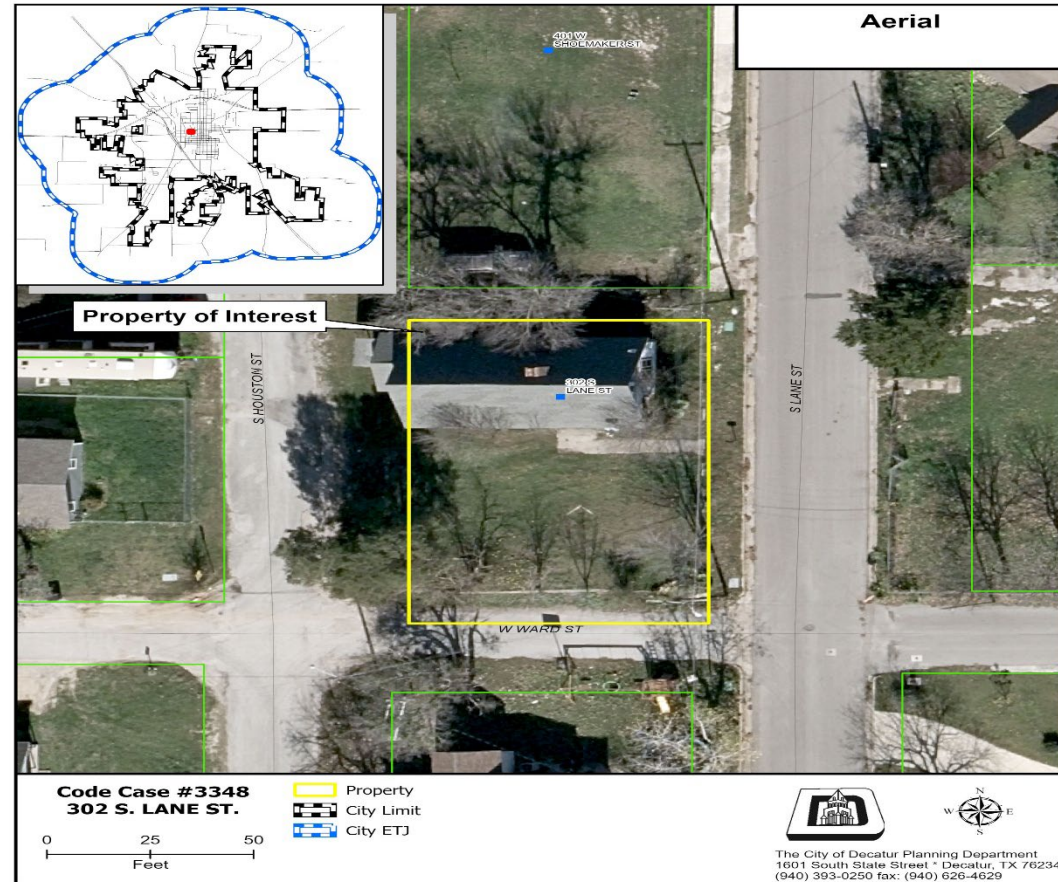 Aerial
401 W
SHOEMAKER ST
Property of Interest
S HOUSTON ST
302 S
LANE ST
S LANE ST
W WARD ST
Code Case #3348
302 S. LANE ST.
0 25 50
Feet
Property
City Limit
City ETJ
D
N
W E
S
The City of Decatur Planning Department
1601 South State Street * Decatur, TX 76234
(940) 393-0250 fax: (940) 626-4629